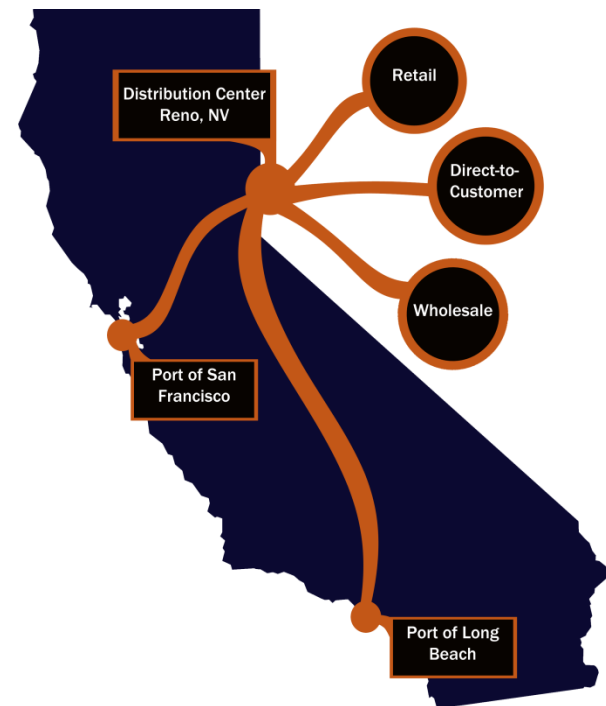 Distribution Center
Reno, NV
Retail
Direct-to-
Customer
Wholesale
Port of San
Francisco
Port of Long
Beach